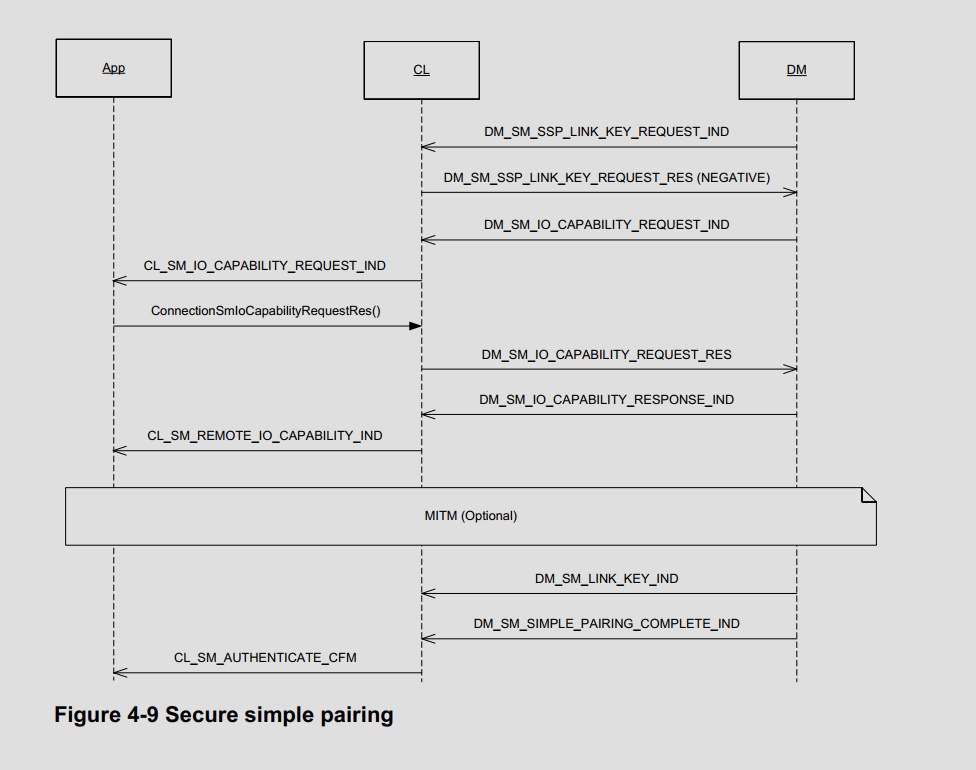 App
CL
DM
DM_SM_SSP_LINK_KEY_REQUEST_IND
DM_SM_SSP_LINK_KEY_REQUEST_RES (NEGATIVE)
DM_SM_IO_CAPABILITY_REQUEST_IND
CL_SM_IO_CAPABILITY_REQUEST_IND
ConnectionSmIoCapabilityRequestRes()
DM_SM_IO_CAPABILITY_REQUEST_RES
DM_SM_IO_CAPABILITY_RESPONSE_IND
CL_SM_REMOTE_IO_CAPABILITY_IND
MITM (Optional)
DM_SM_LINK_KEY_IND
DM_SM_SIMPLE_PAIRING_COMPLETE_IND
CL_SM_AUTHENTICATE_CFM
Figure 4-9 Secure simple pairing